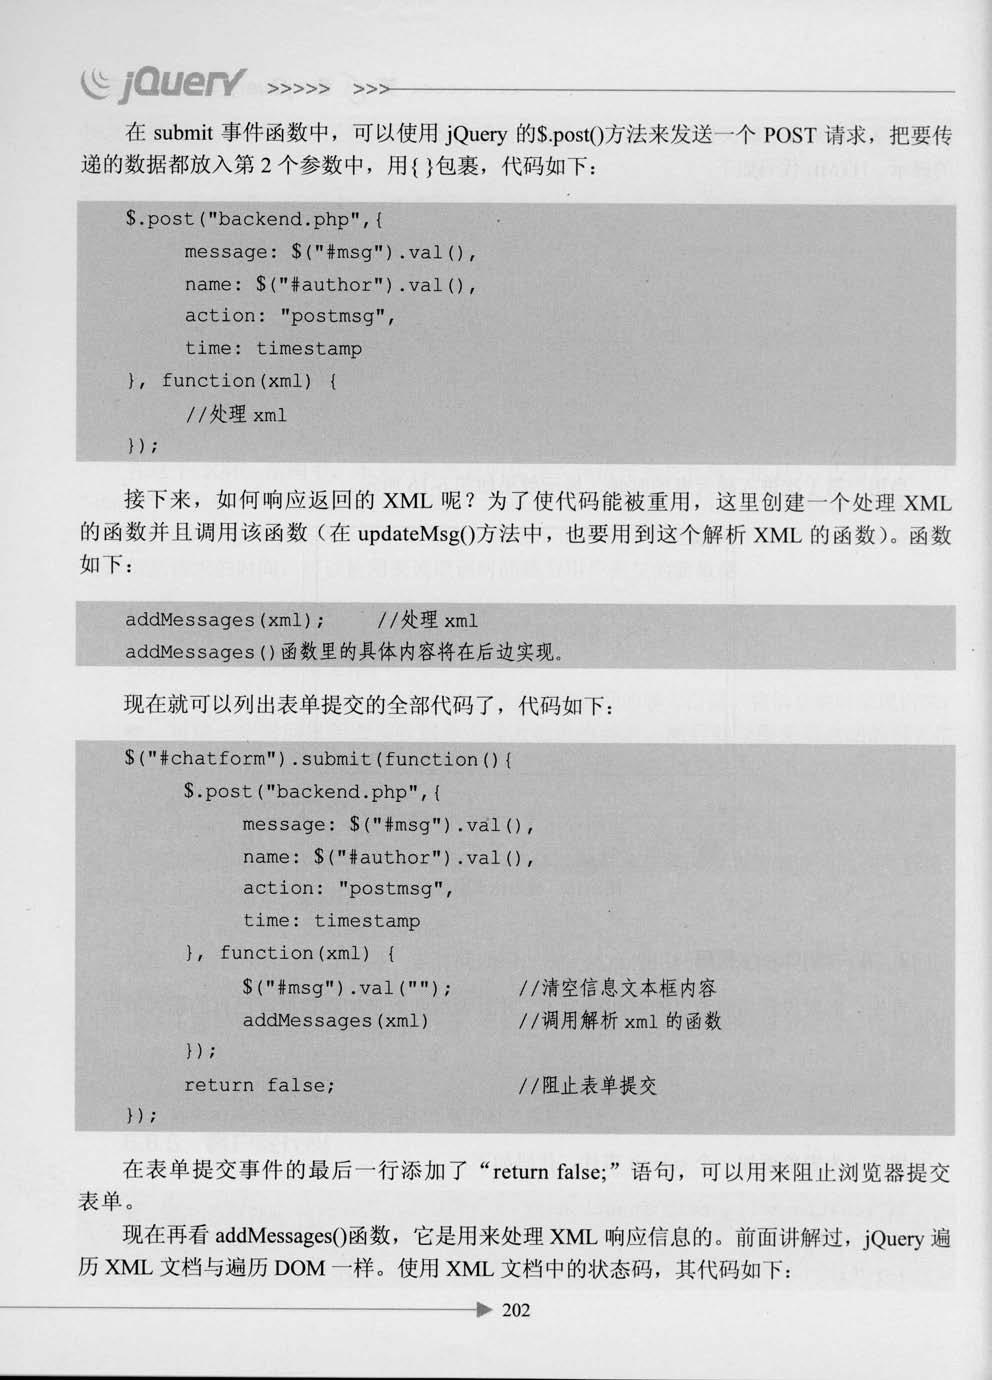 jQuery >>>>> >>>
在 submit 事件函数中，可以使用 jQuery 的$.post()方法来发送一个 POST 请求，把要传
递的数据都放入第 2 个参数中，用{ }包裹，代码如下：
$.post("backend.php",{
message: $("#msg").val(),
name: $("#author").val(),
action: "postmsg",
time: timestamp
}, function(xml) {
//处理 xml
});
接下来，如何响应返回的 XML 呢？为了使代码能被重用，这里创建一个处理 XML
的函数并且调用该函数（在 updateMsg()方法中，也要用到这个解析 XML 的函数）。函数
如下：
addMessages(xml); //处理 xml
addMessages()函数里的具体内容将在后边实现。
现在就可以列出表单提交的全部代码了，代码如下：
$("#chatform").submit(function(){
$.post("backend.php",{
message: $("#msg").val(),
name: $("#author").val(),
action: "postmsg",
time: timestamp
}, function(xml) {
$("#msg").val(""); //清空信息文本框内容
addMessages(xml) //调用解析 xml 的函数
});
return false; //阻止表单提交
});
在表单提交事件的最后一行添加了“return false;”语句，可以用来阻止浏览器提交
表单。
现在再看 addMessages()函数，它是用来处理 XML 响应信息的。前面讲解过，jQuery 遍
历 XML 文档与遍历 DOM 一样。使用 XML 文档中的状态码，其代码如下：
202